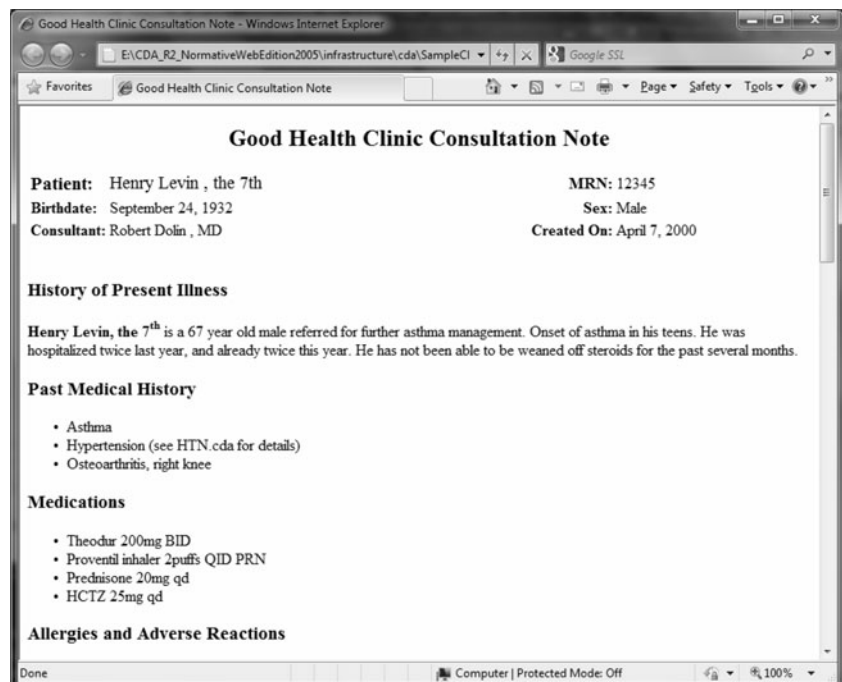 Good Health Clinic Consultation Note - Windows Internet Explorer
E:\CDA_R2_NormativeWebEdition2005\infrastructure\cda\SampleCl Google SSL
Favorites Good Health Clinic Consultation Note Page Safety Tools
Good Health Clinic Consultation Note
Patient: Henry Levin , the 7th MRN: 12345
Birthdate: September 24, 1932 Sex: Male
Consultant: Robert Dolin , MD Created On: April 7, 2000
History of Present Illness
Henry Levin, the 7th is a 67 year old male referred for further asthma management. Onset of asthma in his teens. He was
hospitalized twice last year, and already twice this year. He has not been able to be weaned off steroids for the past several months.
Past Medical History
• Asthma
• Hypertension (see HTN.cda for details)
• Osteoarthritis, right knee
Medications
• Theodur 200mg BID
• Proventil inhaler 2puffs QID PRN
• Prednisone 20mg qd
• HCTZ 25mg qd
Allergies and Adverse Reactions
Done Computer | Protected Mode: Off 100%